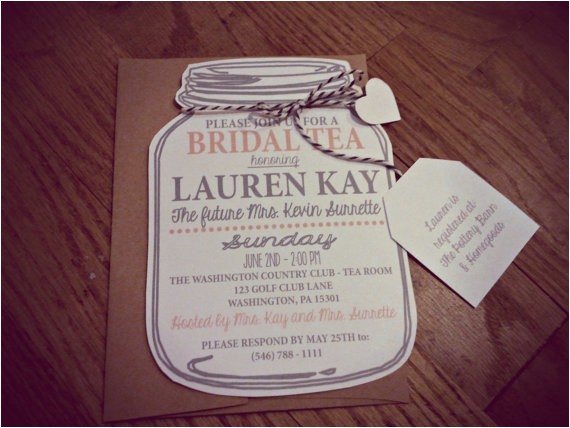 PLEASE JOIN US FOR A
BRIDAL TEA
honoring
LAUREN KAY
The future Mrs. Kevin Surrette
Sunday
JUNE 2ND - 2:00 PM
THE WASHINGTON COUNTRY CLUB - TEA ROOM
123 GOLF CLUB LANE
WASHINGTON, PA 15301
Hosted by Mrs. Kay and Mrs. Surrette
PLEASE RESPOND BY MAY 25TH to:
(546) 788 - 1111
Lauren is
registered at:
The Pottery Barn
& Homegoods